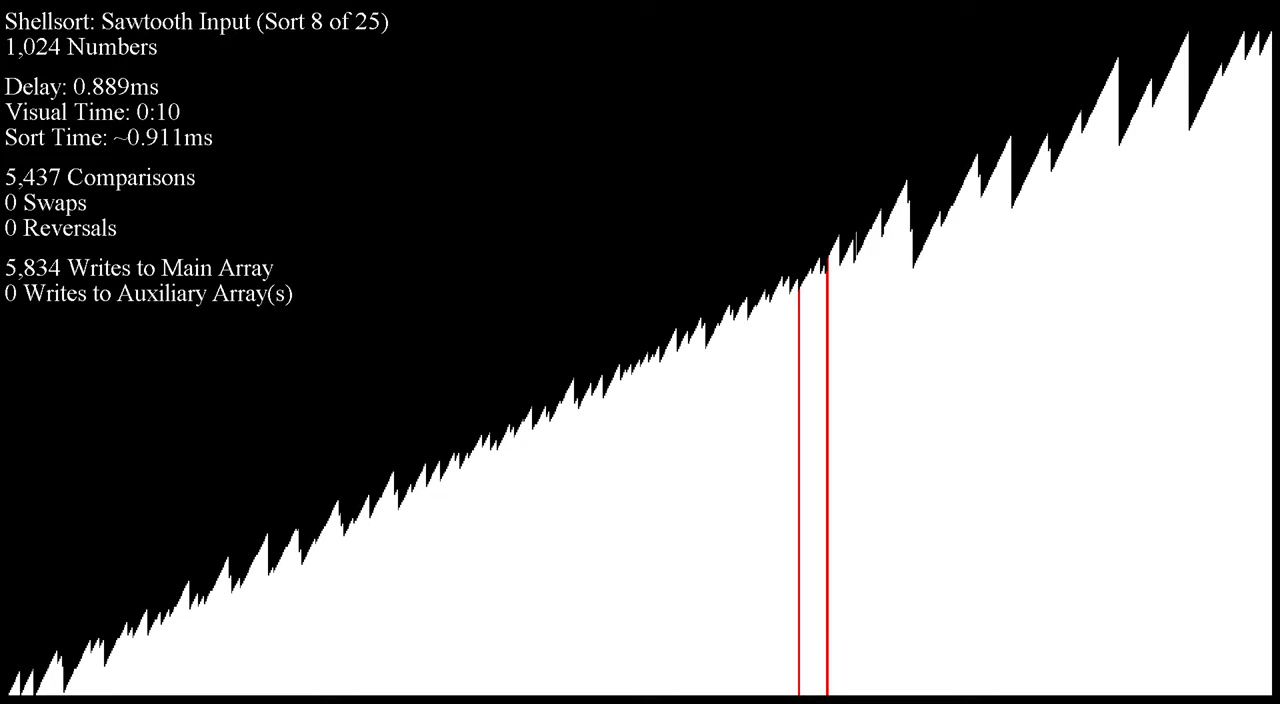 Shellsort: Sawtooth Input (Sort 8 of 25)
1,024 Numbers
Delay: 0.889ms
Visual Time: 0:10
Sort Time: ~0.911ms
5,437 Comparisons
0 Swaps
0 Reversals
5,834 Writes to Main Array
0 Writes to Auxiliary Array(s)